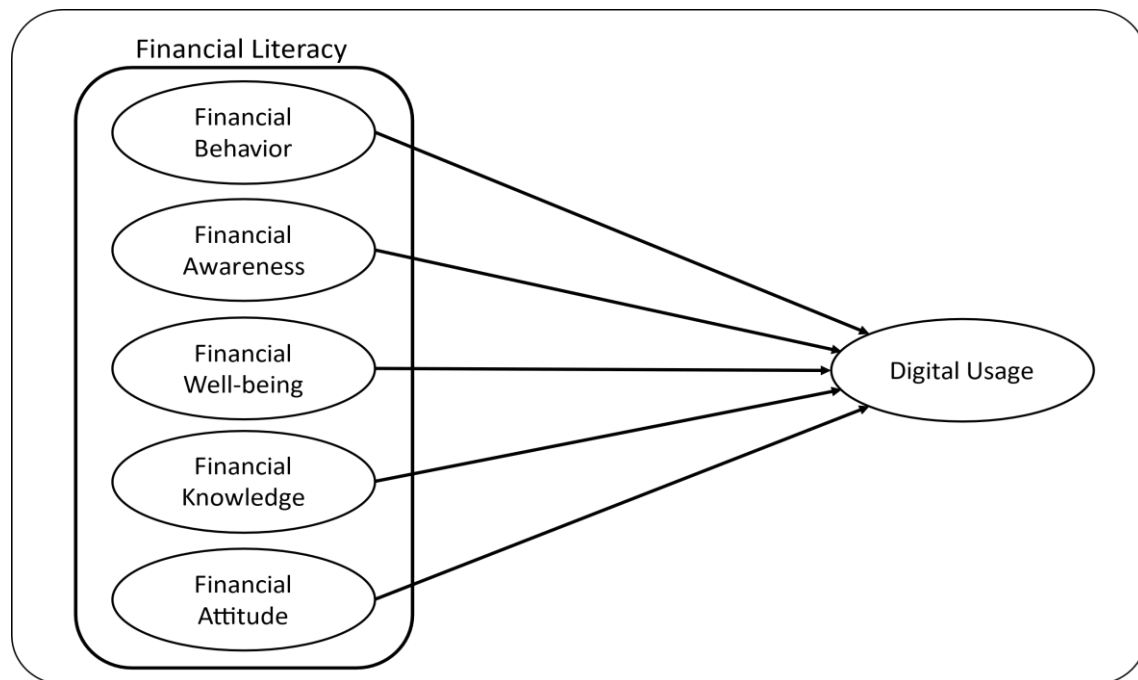 Financial Literacy
Financial
Behavior
Financial
Awareness
Financial
Well-being
Financial
Knowledge
Financial
Attitude
Digital Usage